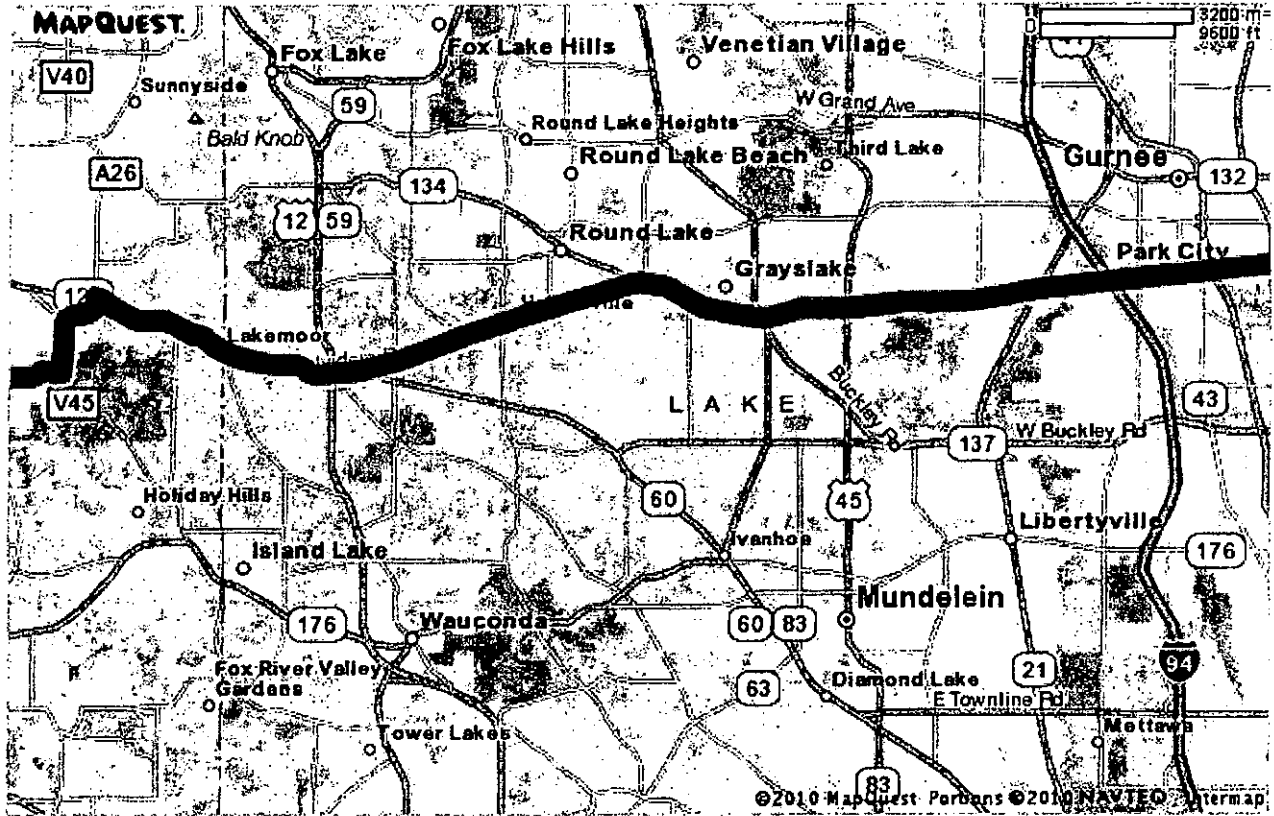 MAPQUEST.
3200 m
9600 ft
Fox Lake
Fox Lake Hills
Venetian Village
V40
Sunnyside
59
W Grand Ave
Bald Knob
Round Lake Heights
Third Lake
Round Lake Beach
Gurnee
A26
134
132
12
59
Round Lake
Park City
Grayslake
Lakemoor
V45
Buckley Rd
LAKE
43
137
W Buckley Rd
Holiday Hills
60
45
Libertyville
Ivanhoe
Island Lake
176
Mundelein
Wauconda
176
60
83
94
Fox River Valley
Gardens
63
Diamond Lake
21
E Townline Rd
Tower Lakes
Mettawa
83
©2010 MapQuest Portions ©2010 NAVTEQ, Intermap